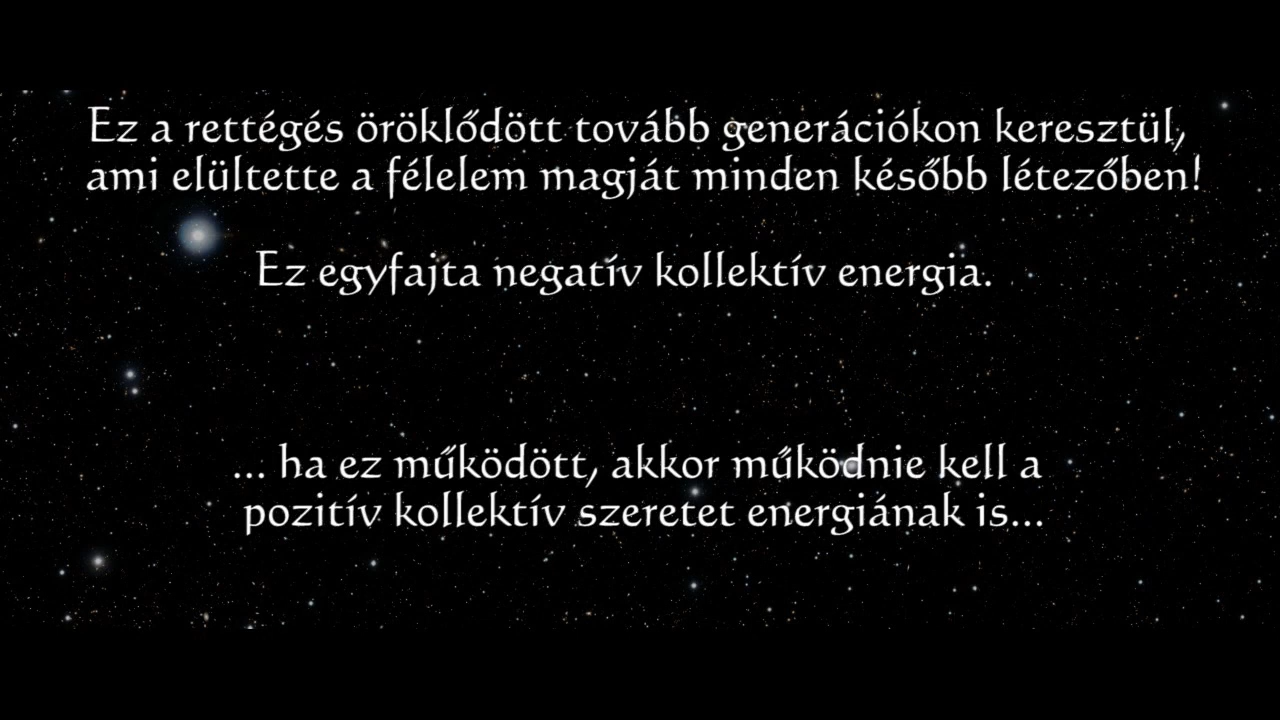 Ez a rettégés öröklődött tovább generációkon keresztül,
ami elültette a félelem magját minden később létezőben!
Ez egyfajta negatív kollektív energia.
... ha ez működött, akkor működnie kell a
pozitív kollektív szeretet energiának is...